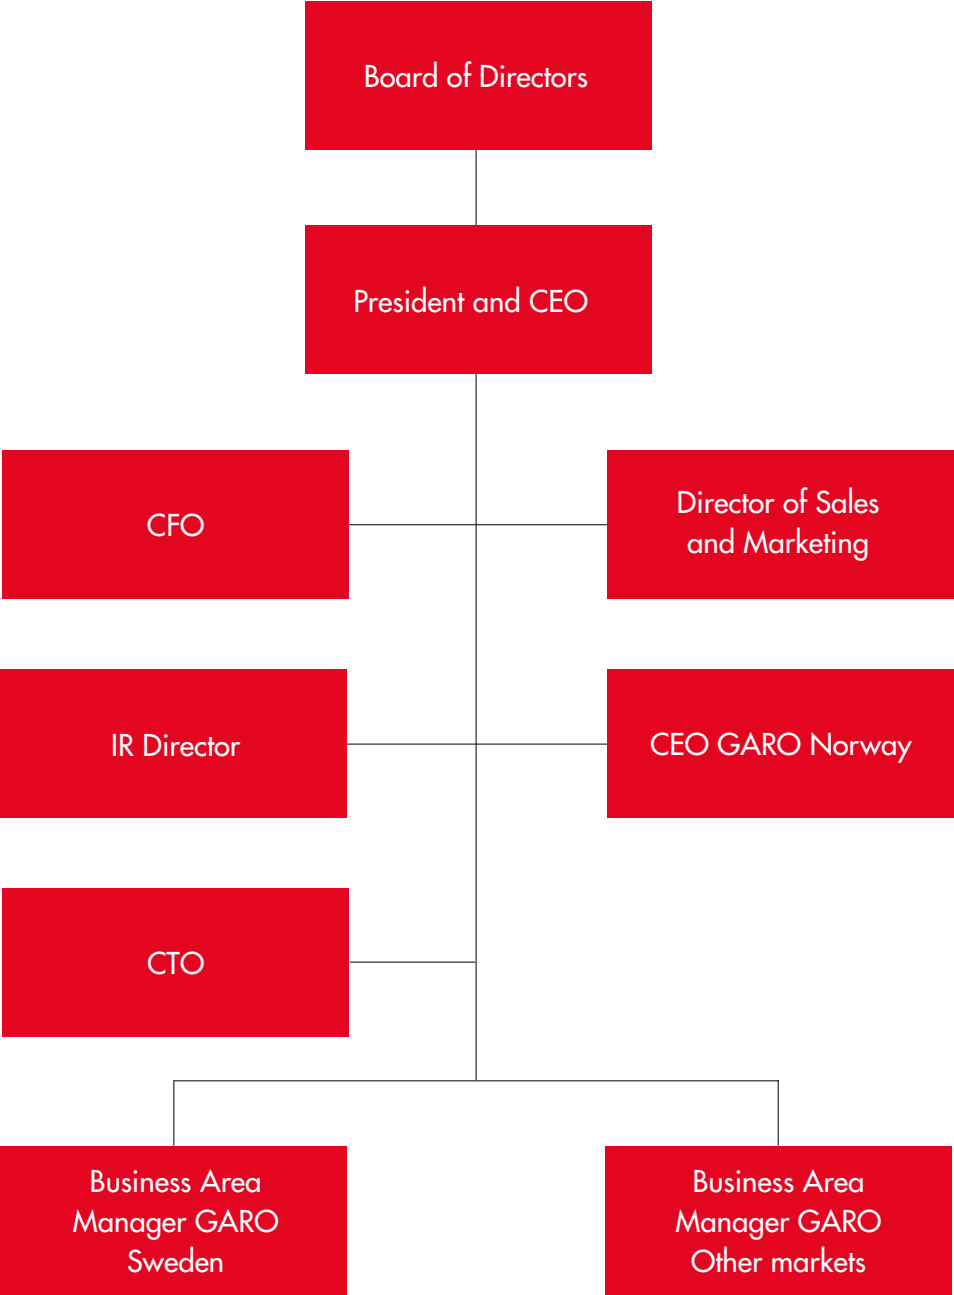 Board of Directors
President and CEO
CFO
Director of Sales
and Marketing
IR Director
CEO GARO Norway
CTO
Business Area
Manager GARO
Sweden
Business Area
Manager GARO
Other markets